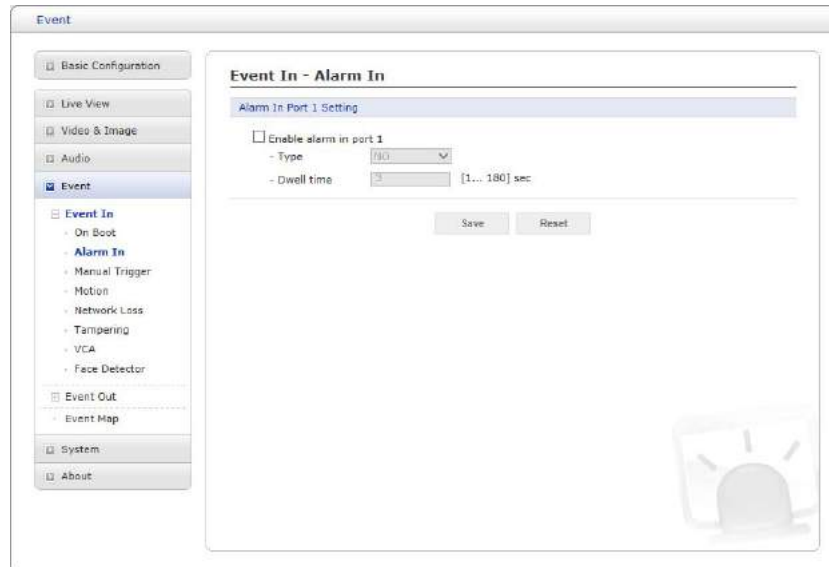 Event
Basic Configuration
Live View
Video & Image
Audio
Event
Event In
On Boot
Alarm In
Manual Trigger
Motion
Network Loss
Tampering
VCA
Face Detector
Event Out
Event Map
System
About
Event In - Alarm In
Alarm In Port 1 Setting
Enable alarm in port 1
- Type NO
- Dwell time [1... 180] sec
Save Reset